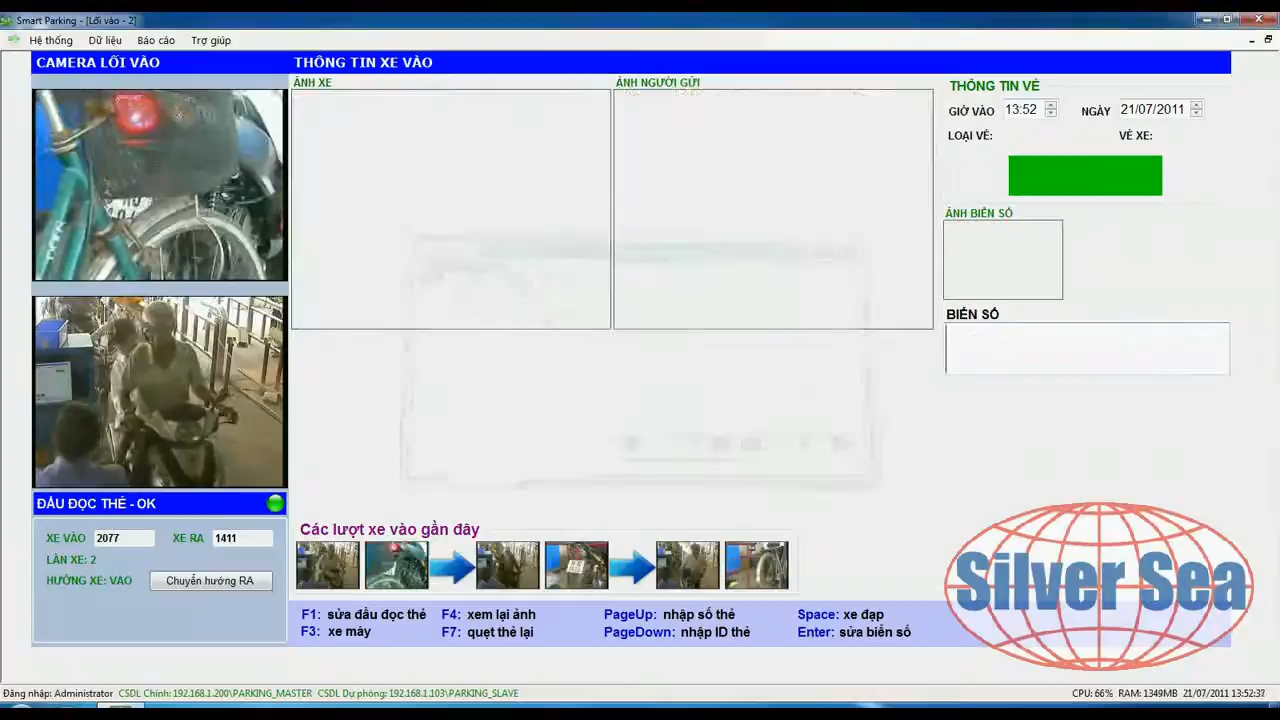 Smart Parking - [Lối vào - 2]
Hệ thống Dữ liệu Báo cáo Trợ giúp
CAMERA LỐI VÀO
THÔNG TIN XE VÀO
ẢNH XE
ẢNH NGƯỜI GỬI
THÔNG TIN VÉ
GIỜ VÀO 13:52 NGÀY 21/07/2011
LOẠI VÉ: VÉ XE:
ẢNH BIỂN SỐ
BIỂN SỐ
ĐẦU ĐỌC THẺ - OK
XE VÀO 2077 XE RA 1411
LÀN XE: 2
HƯỚNG XE: VÀO Chuyển hướng RA
Các lượt xe vào gần đây
F1: sửa đầu đọc thẻ F4: xem lại ảnh PageUp: nhập số thẻ Space: xe đạp
F3: xe máy F7: quẹt thẻ lại PageDown: nhập ID thẻ Enter: sửa biển số
Silver Sea
Đăng nhập: Administrator CSDL Chính: 192.168.1.200\PARKING_MASTER CSDL Dự phòng: 192.168.1.103\PARKING_SLAVE CPU: 66% RAM: 1349MB 21/07/2011 13:52:37